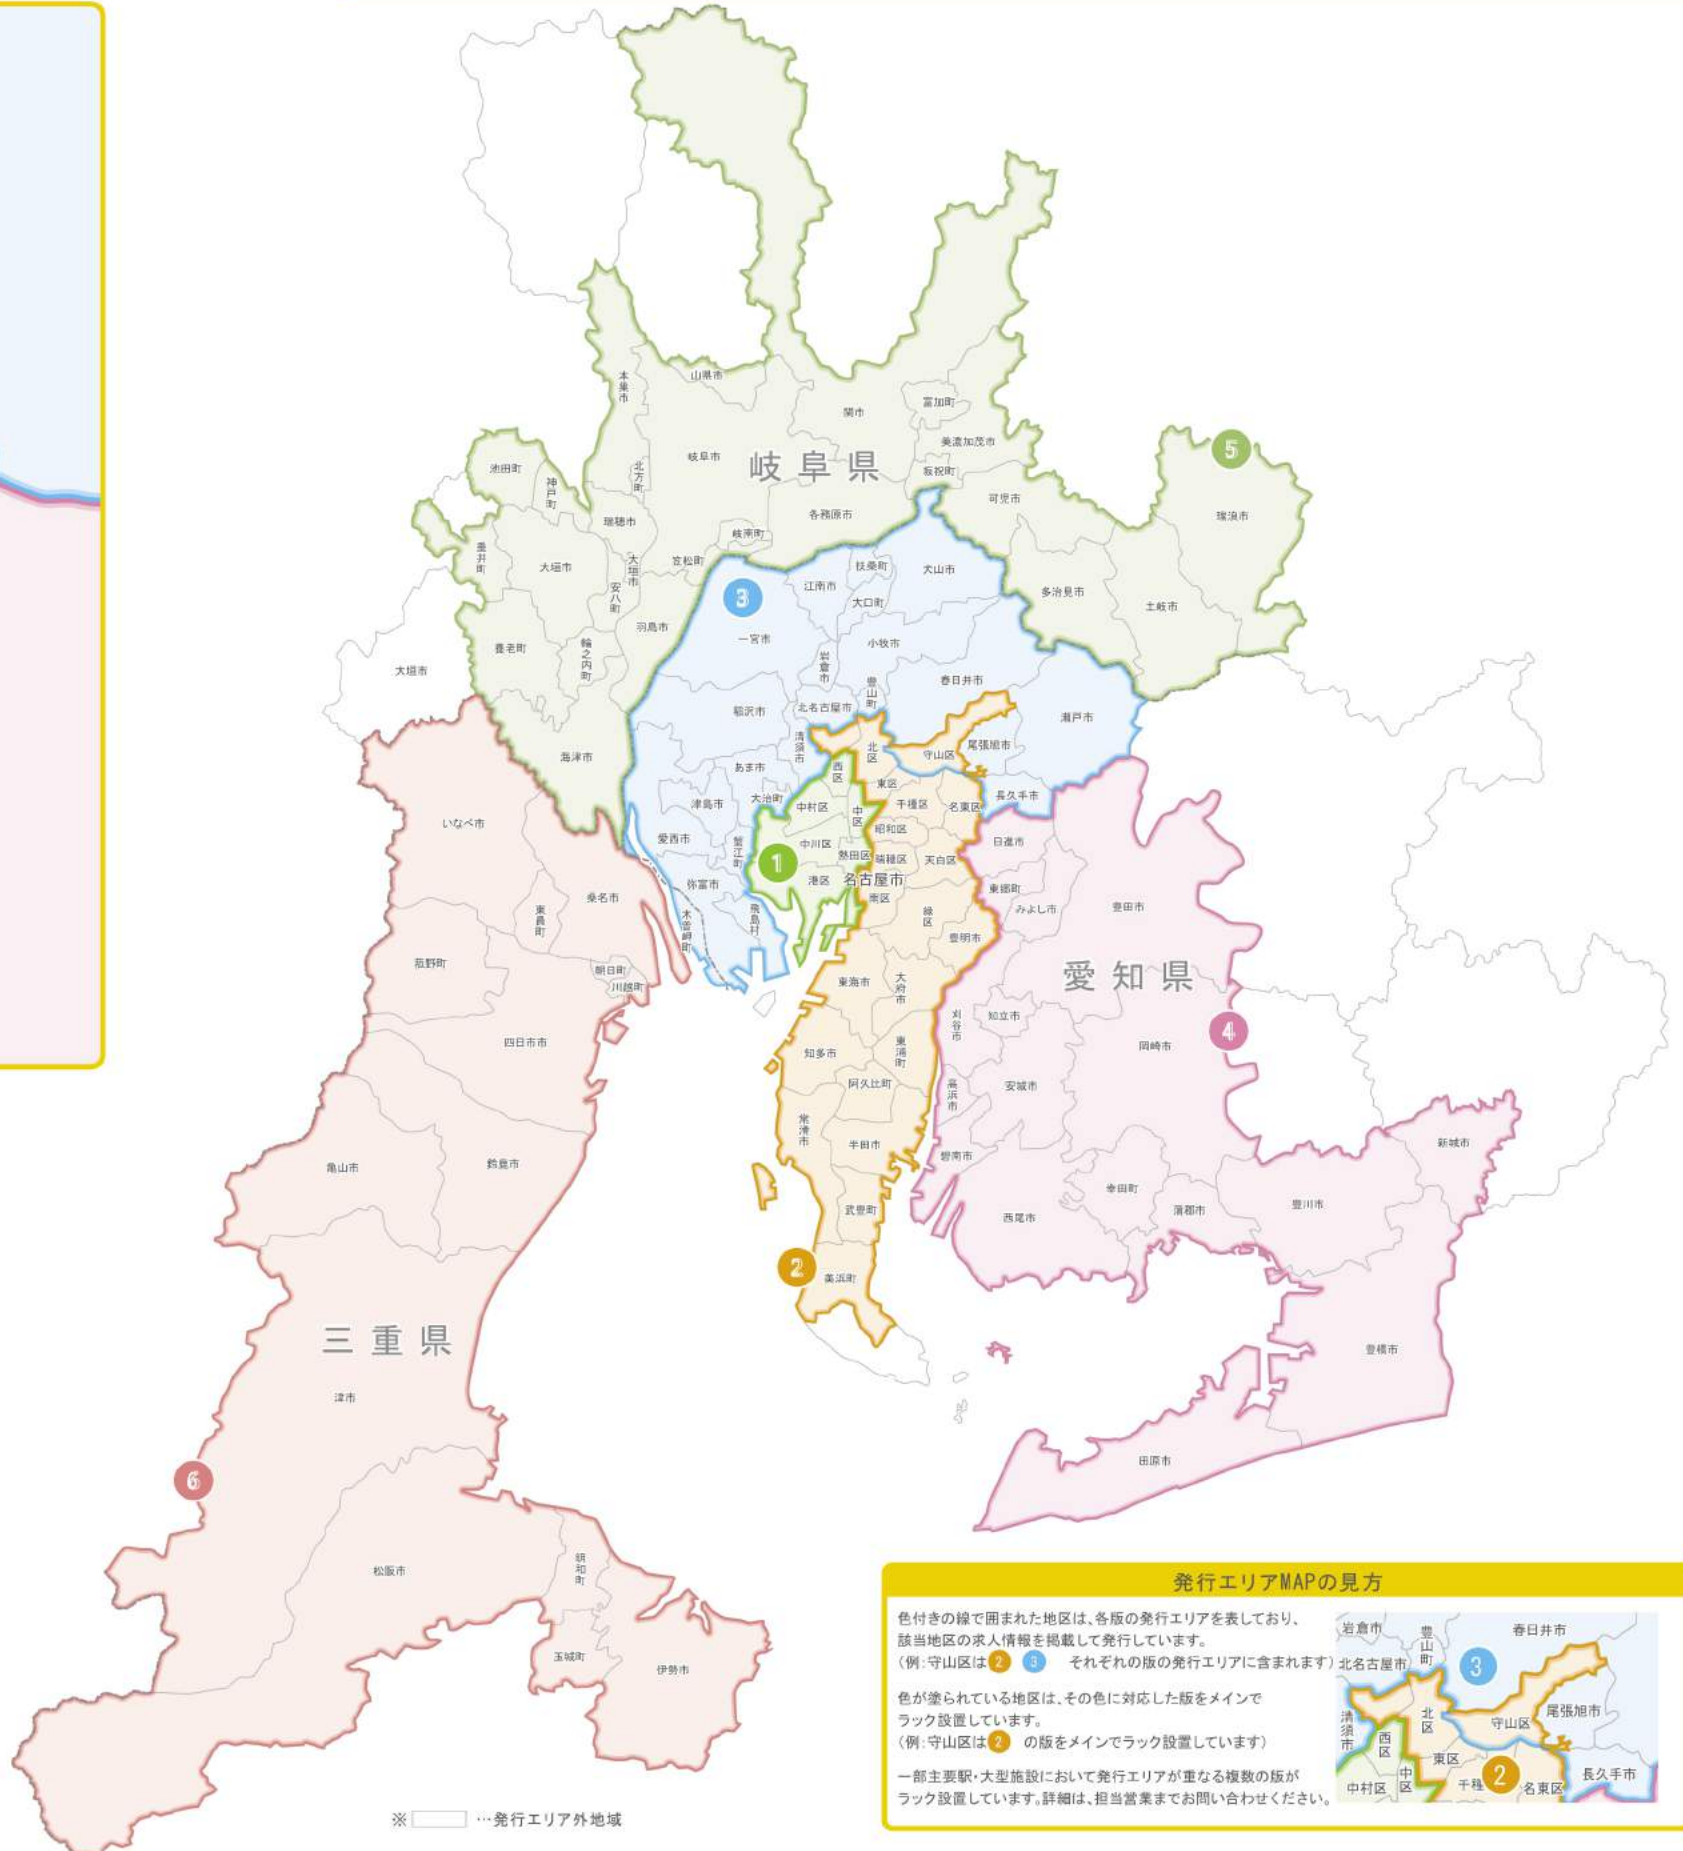 5
本巣市
山県市
関市
富加町
美濃加茂市
池田町
神戸町
北方町
岐阜市
岐阜県
坂祝町
可児市
瑞浪市
瑞穂市
各務原市
岐南町
垂井町
大垣市
大垣市
安八町
笠松町
多治見市
土岐市
羽島市
養老町
輪之内町
大垣市
海津市
3
江南市
扶桑町
犬山市
大口町
一宮市
小牧市
岩倉市
豊山町
春日井市
稲沢市
北名古屋市
瀬戸市
清須市
北区
守山区
尾張旭市
あま市
西区
東区
長久手市
津島市
大治町
中村区
中区
千種区
名東区
愛西市
蟹江町
中川区
昭和区
日進市
1
熱田区
瑞穂区
天白区
弥富市
港区
名古屋市
南区
東郷町
みよし市
豊田市
木曽岬町
飛島村
緑区
豊明市
愛知県
東海市
大府市
刈谷市
知立市
4
岡崎市
知多市
東浦町
阿久比町
高浜市
安城市
常滑市
半田市
碧南市
新城市
武豊町
西尾市
幸田町
蒲郡市
豊川市
2
美浜町
豊橋市
田原市
いなべ市
桑名市
東員町
菰野町
朝日町
川越町
四日市市
亀山市
鈴鹿市
三重県
津市
6
松阪市
明和町
玉城町
伊勢市
※ …発行エリア外地域
発行エリアMAPの見方
色付きの線で囲まれた地区は、各版の発行エリアを表しており、
該当地区の求人情報を掲載して発行しています。
(例:守山区は2 3 それぞれの版の発行エリアに含まれます)
色が塗られている地区は、その色に対応した版をメインで
ラック設置しています。
(例:守山区は2 の版をメインでラック設置しています)
一部主要駅・大型施設において発行エリアが重なる複数の版が
ラック設置しています。詳細は、担当営業までお問い合わせください。
岩倉市
豊山町
春日井市
北名古屋市
3
清須市
北区
守山区
尾張旭市
西区
東区
中村区
中区
千種
2
名東区
長久手市